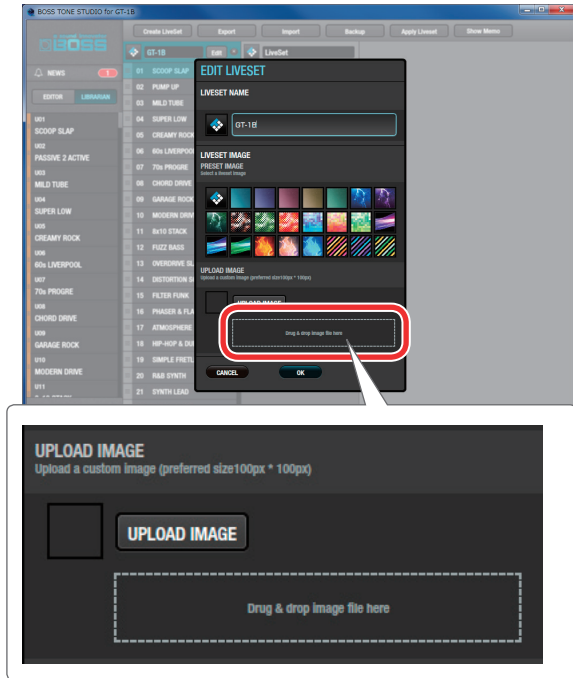 BOSS TONE STUDIO for GT-1B
Create LiveSet
Export
Import
Backup
Apply Liveset
Show Memo
BOSS
GT-1B
Edit
LiveSet
NEWS
EDITOR
LIBRARIAN
U01
SCOOP SLAP
U02
PASSIVE 2 ACTIVE
U03
MILD TUBE
U04
SUPER LOW
U05
CREAMY ROCK
U06
60s LIVERPOOL
U07
70s PROGRE
U08
CHORD DRIVE
U09
GARAGE ROCK
U10
MODERN DRIVE
U11
01 SCOOP SLAP
02 PUMP UP
03 MILD TUBE
04 SUPER LOW
05 CREAMY ROCK
06 60s LIVERPOO
07 70s PROGRE
08 CHORD DRIVE
09 GARAGE ROCK
10 MODERN DRIV
11 8x10 STACK
12 FUZZ BASS
13 OVERDRIVE SL
14 DISTORTION S
15 FILTER FUNK
16 PHASER & FLA
17 ATMOSPHERE
18 HIP-HOP & DU
19 SIMPLE FRETL
20 R&B SYNTH
21 SYNTH LEAD
EDIT LIVESET
LIVESET NAME
GT-1B
LIVESET IMAGE
PRESET IMAGE
Select a liveset image
UPLOAD IMAGE
Upload a custom image (preferred size100px * 100px)
UPLOAD IMAGE
Drug & drop image file here
CANCEL
OK
UPLOAD IMAGE
Upload a custom image (preferred size100px * 100px)
UPLOAD IMAGE
Drug & drop image file here